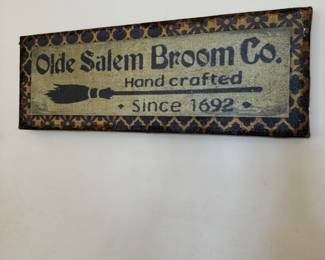 Olde Salem Broom Co.
Hand crafted
• Since 1692 •